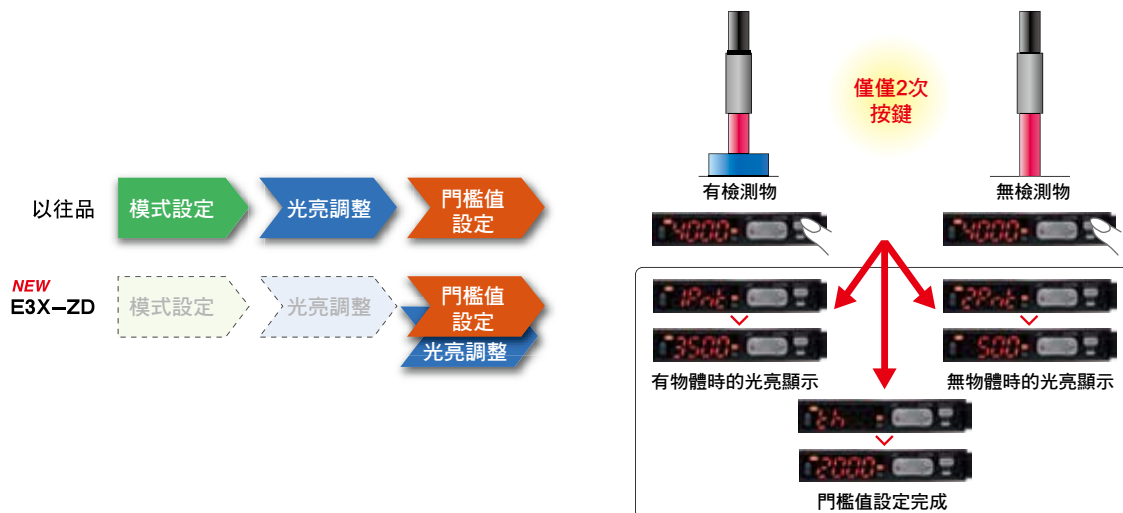 以往品
模式設定
光亮調整
門檻值
設定
NEW
E3X–ZD
模式設定
光亮調整
門檻值
設定
光亮調整
僅僅2次
按鍵
有檢測物
無檢測物
4000
4000
1Pnt
2Pnt
3500
500
有物體時的光亮顯示
無物體時的光亮顯示
th
2000
門檻值設定完成